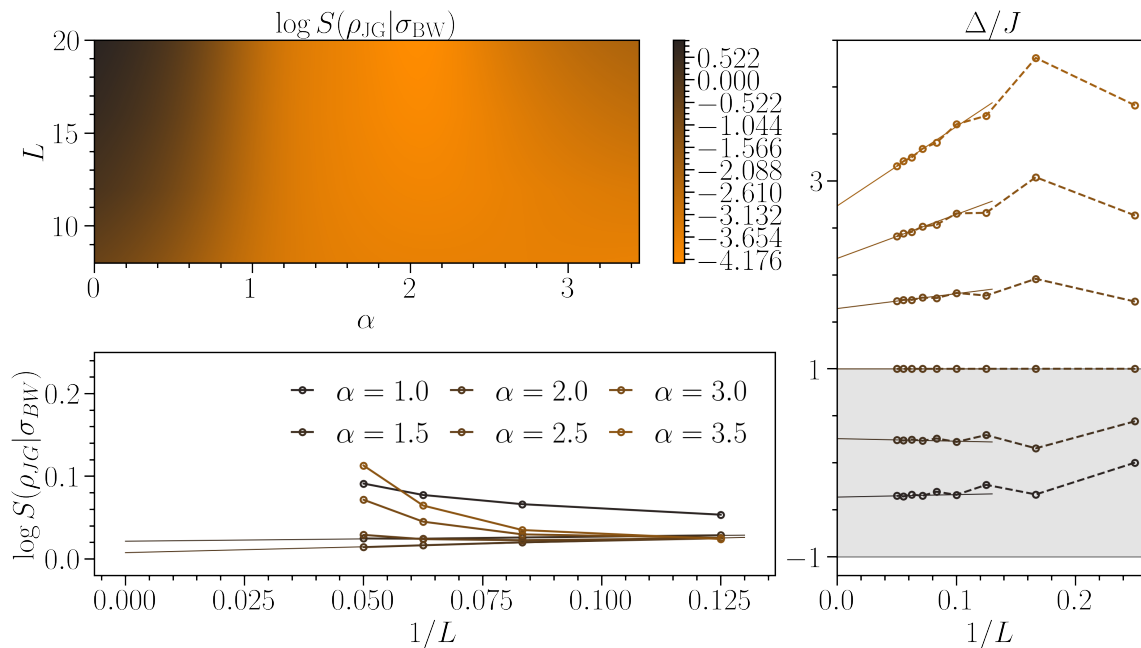 log S(ρ_JG|σ_BW)
20
15
10
L
0
1
2
3
α
0.522
0.000
−0.522
−1.044
−1.566
−2.088
−2.610
−3.132
−3.654
−4.176
log S(ρ_JG|σ_BW)
0.2
0.1
0.0
α = 1.0
α = 2.0
α = 3.0
α = 1.5
α = 2.5
α = 3.5
0.000
0.025
0.050
0.075
0.100
0.125
1/L
Δ/J
3
1
−1
0.0
0.1
0.2
1/L